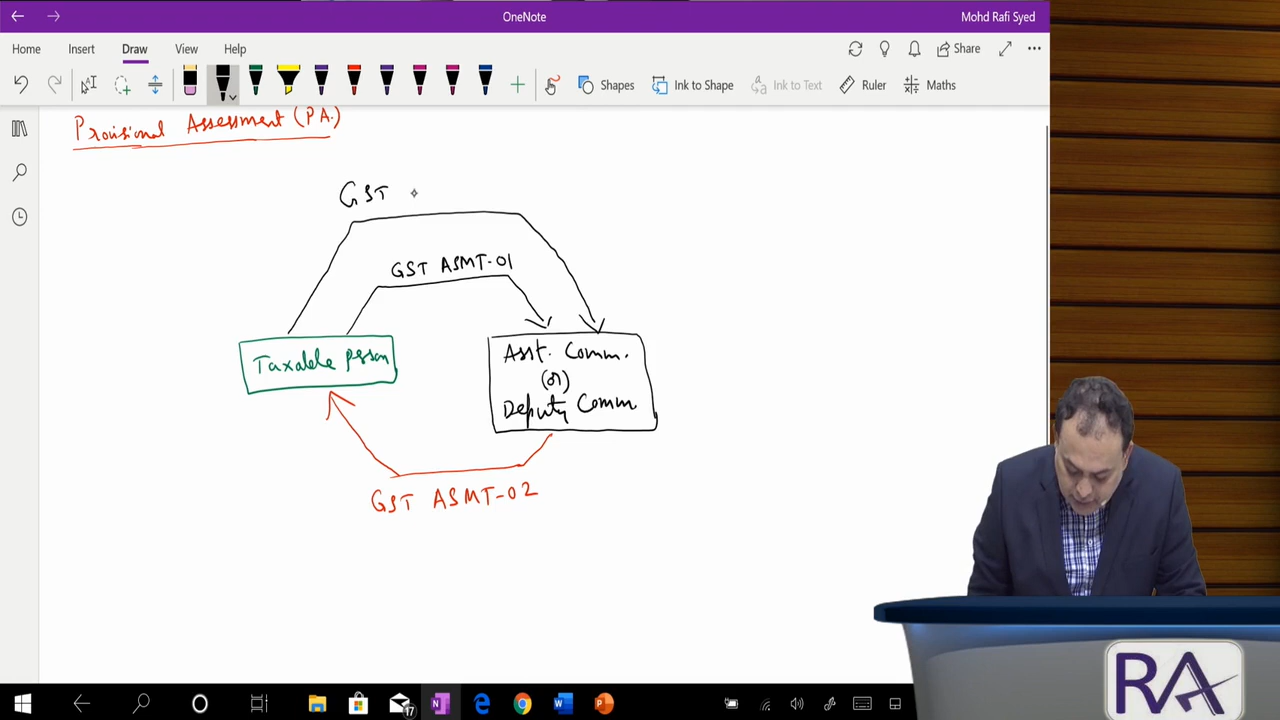 OneNote
Mohd Rafi Syed
Home Insert Draw View Help
Share
Shapes Ink to Shape Ink to Text Ruler Maths
Provisional Assessment (P.A.)
GST
GST ASMT-01
Taxable person
Asst. Comm.
(or)
Deputy Comm.
GST ASMT-02
17
RA